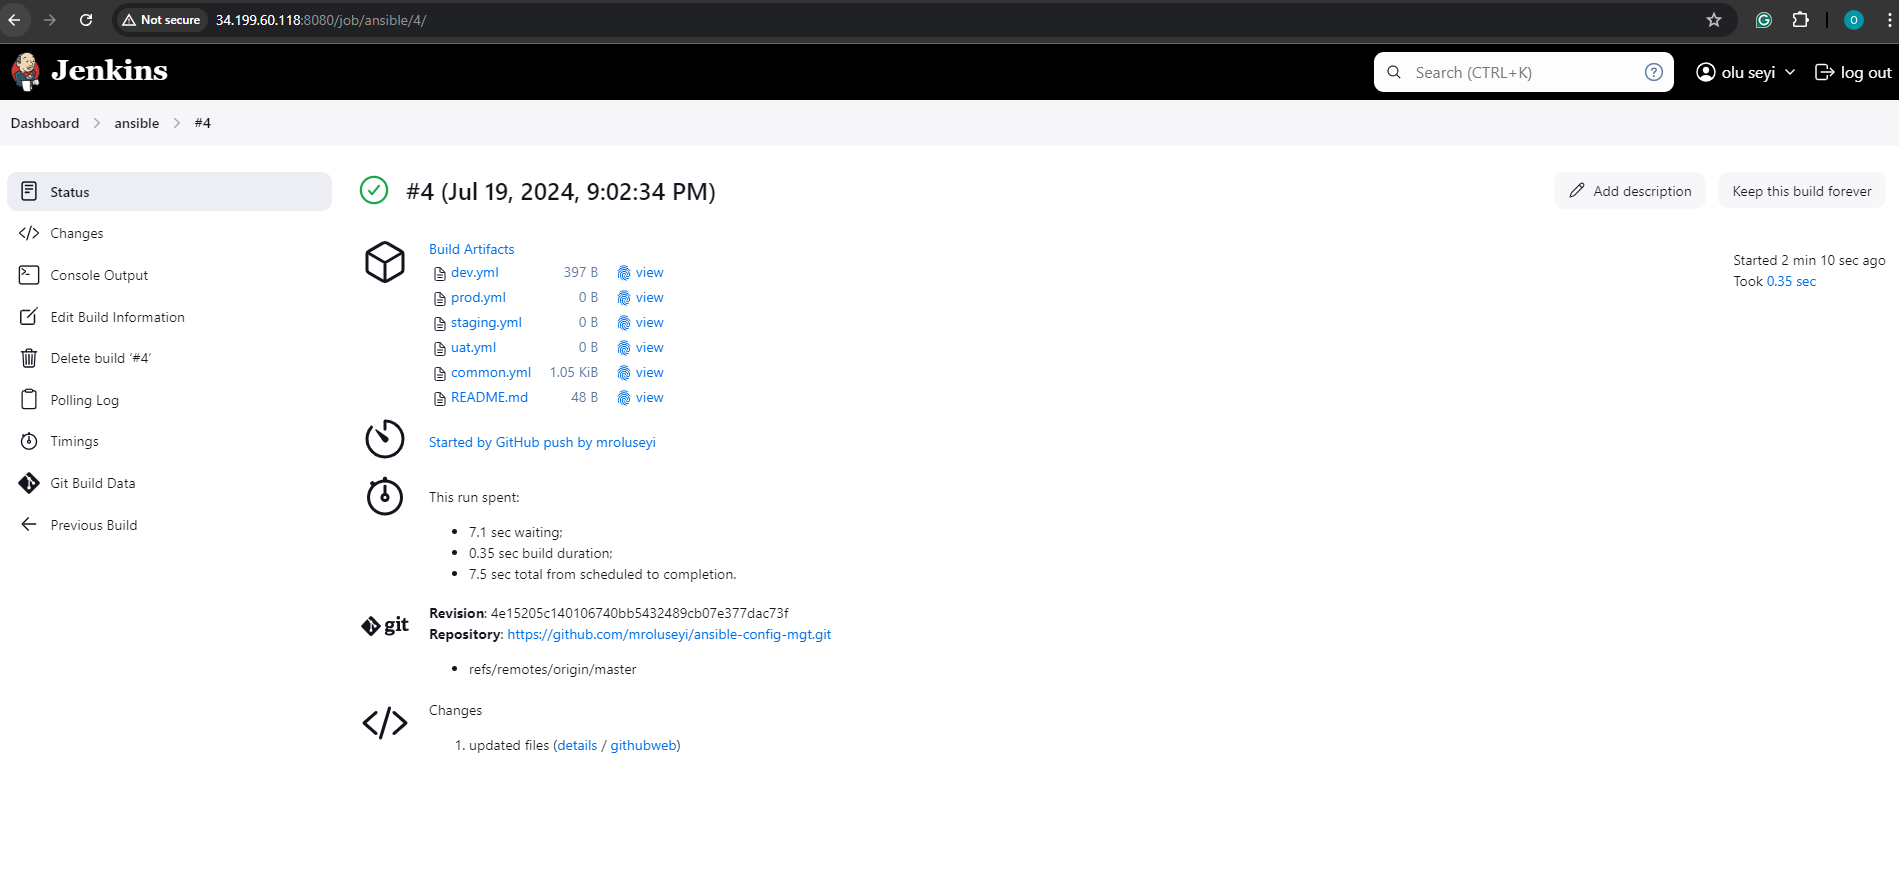 Not secure 34.199.60.118:8080/job/ansible/4/
O
Jenkins
Search (CTRL+K)
?
olu seyi
log out
Dashboard
ansible
#4
Status
Changes
Console Output
Edit Build Information
Delete build ‘#4’
Polling Log
Timings
Git Build Data
Previous Build
#4 (Jul 19, 2024, 9:02:34 PM)
Add description
Keep this build forever
Started 2 min 10 sec ago
Took 0.35 sec
Build Artifacts
dev.yml 397 B view
prod.yml 0 B view
staging.yml 0 B view
uat.yml 0 B view
common.yml 1.05 KiB view
README.md 48 B view
Started by GitHub push by mroluseyi
This run spent:
7.1 sec waiting;
0.35 sec build duration;
7.5 sec total from scheduled to completion.
git
Revision: 4e15205c140106740bb5432489cb07e377dac73f
Repository: https://github.com/mroluseyi/ansible-config-mgt.git
refs/remotes/origin/master
Changes
1. updated files (details / githubweb)